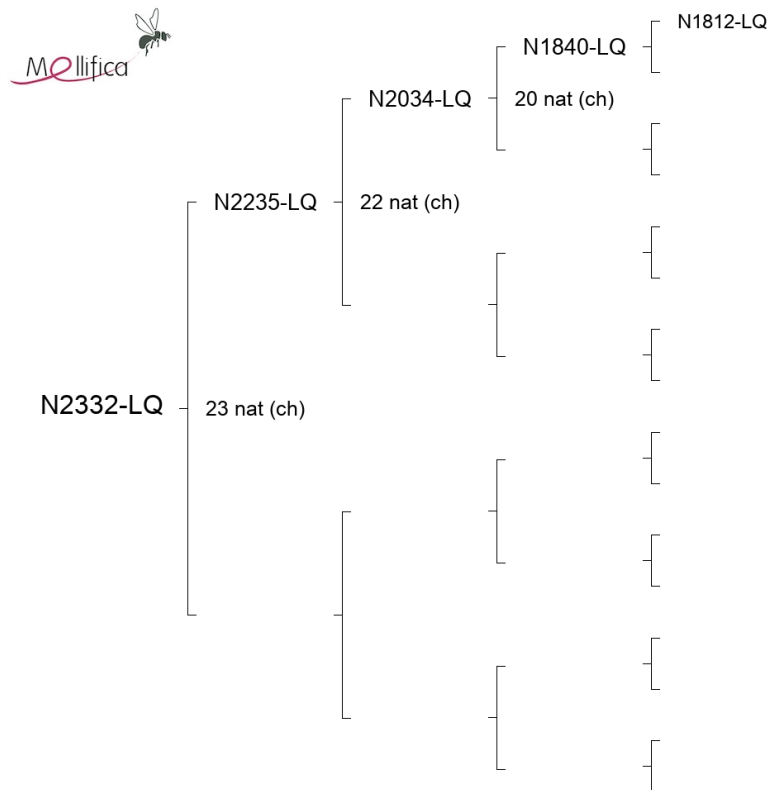 Mellifica
N1812-LQ
N1840-LQ
N2034-LQ
20 nat (ch)
N2235-LQ
22 nat (ch)
N2332-LQ
23 nat (ch)